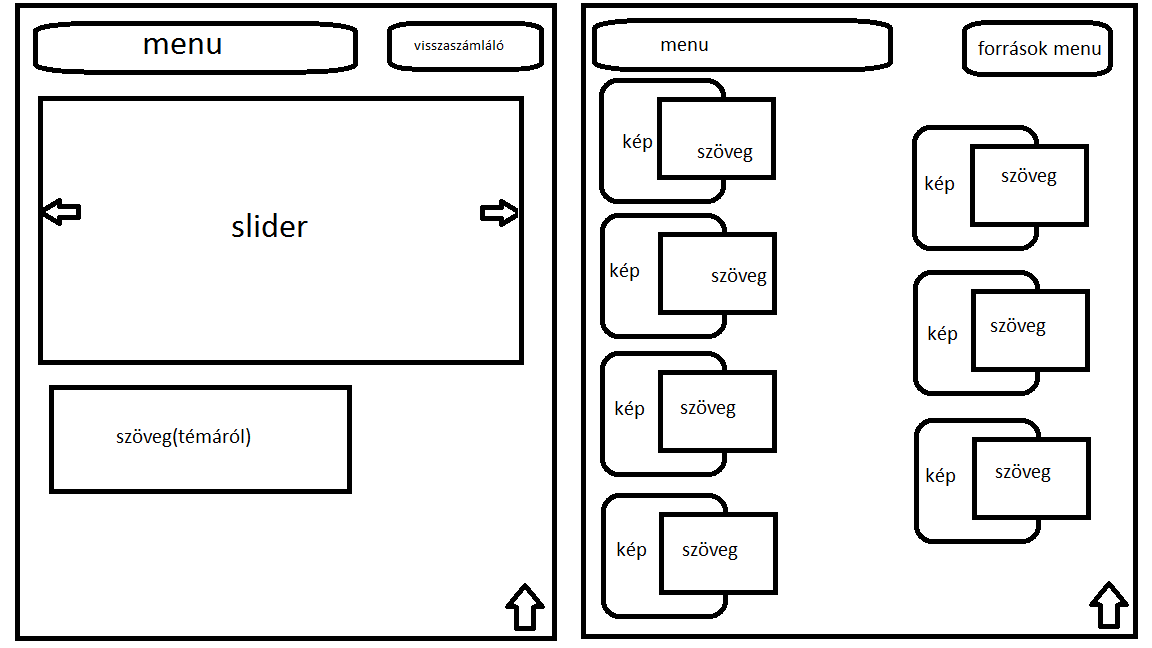 menu
visszaszámláló
slider
szöveg(témáról)
menu
források menu
kép
szöveg
kép
szöveg
kép
szöveg
kép
szöveg
kép
szöveg
kép
szöveg
kép
szöveg